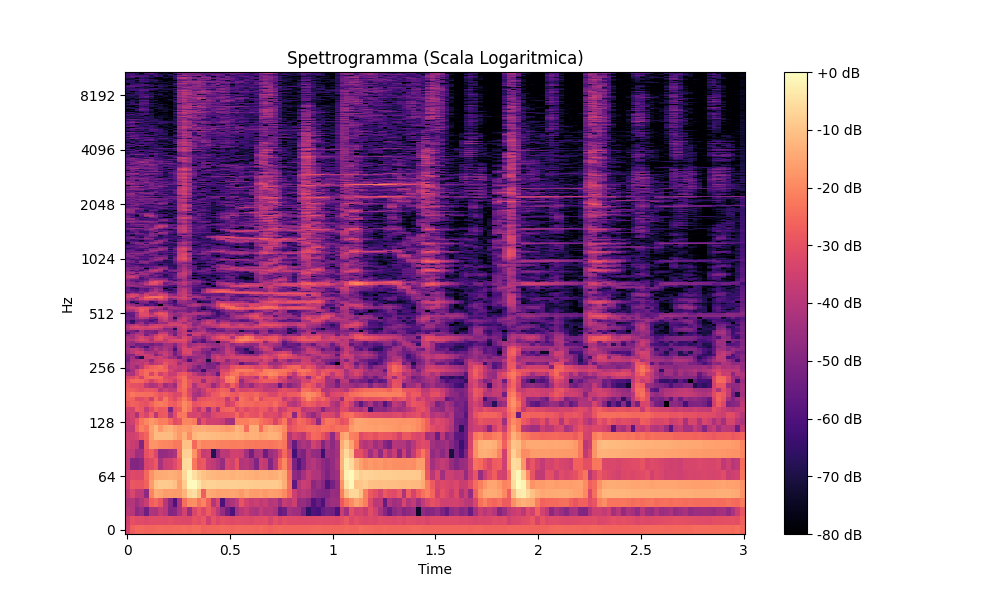 Spettrogramma (Scala Logaritmica)
8192
4096
2048
1024
512
256
128
64
0
Hz
0
0.5
1
1.5
2
2.5
3
Time
+0 dB
-10 dB
-20 dB
-30 dB
-40 dB
-50 dB
-60 dB
-70 dB
-80 dB